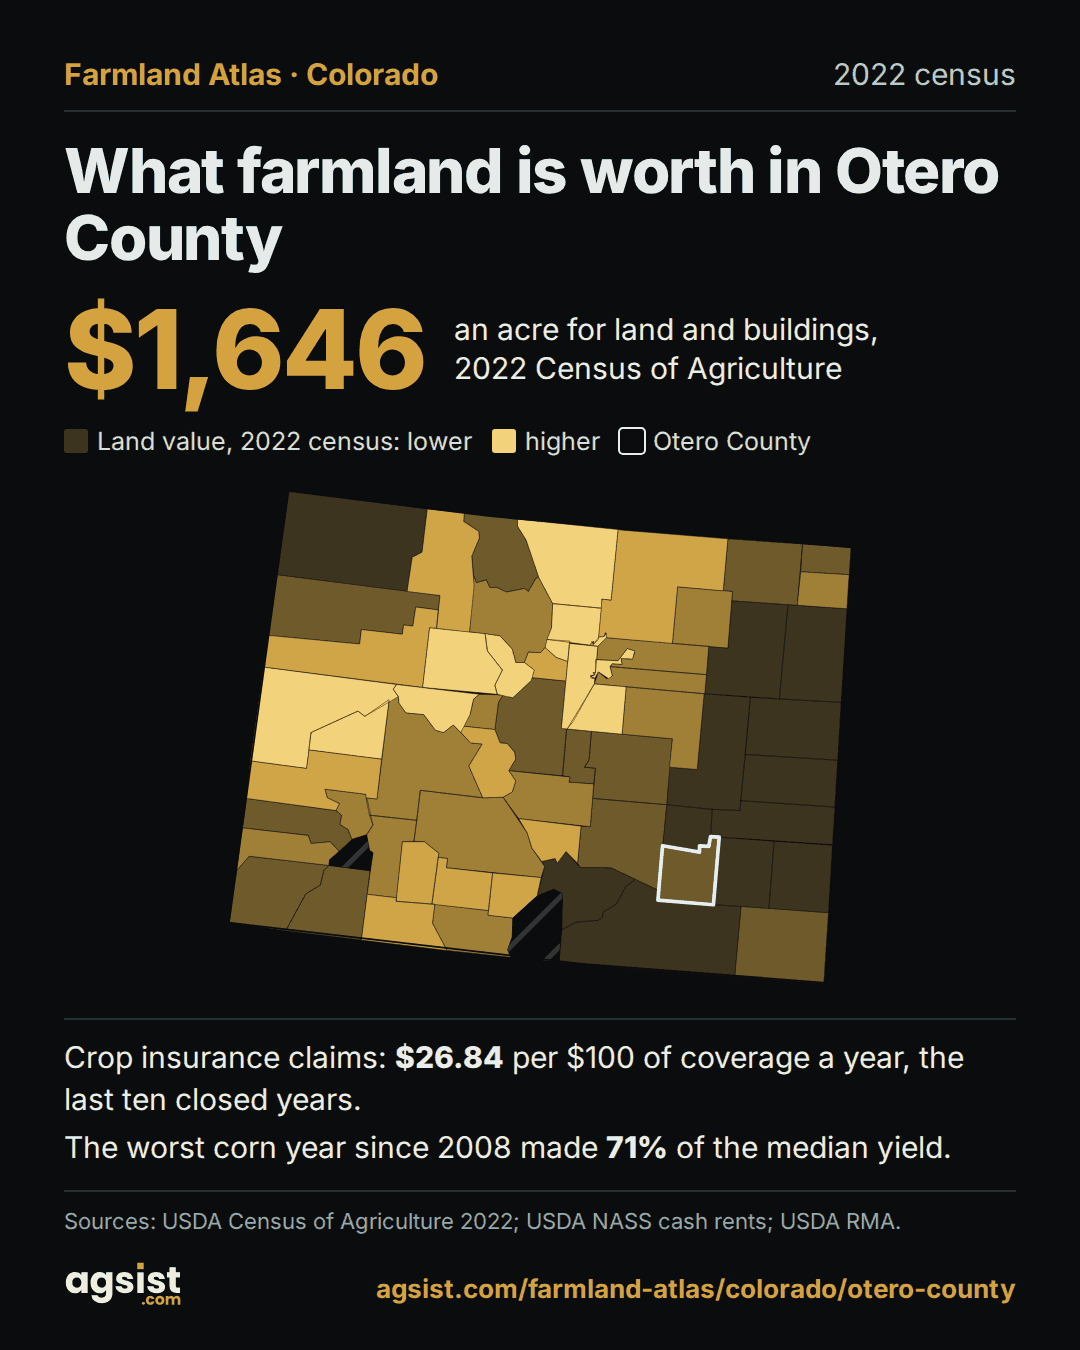 Farmland Atlas · Colorado
2022 census
What farmland is worth in Otero
County
$1,646
an acre for land and buildings,
2022 Census of Agriculture
Land value, 2022 census: lower
higher
Otero County
Crop insurance claims: $26.84 per $100 of coverage a year, the
last ten closed years.
The worst corn year since 2008 made 71% of the median yield.
Sources: USDA Census of Agriculture 2022; USDA NASS cash rents; USDA RMA.
agsist
.com
agsist.com/farmland-atlas/colorado/otero-county